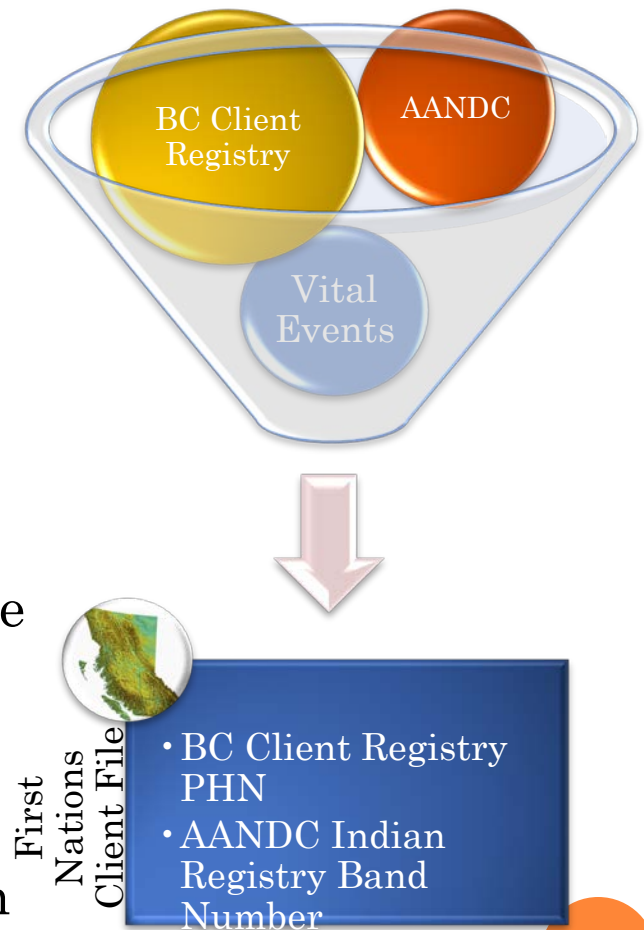 BC Client
Registry
AANDC
Vital
Events
e
First
Nations
Client File
• BC Client Registry
PHN
• AANDC Indian
Registry Band
Number
n